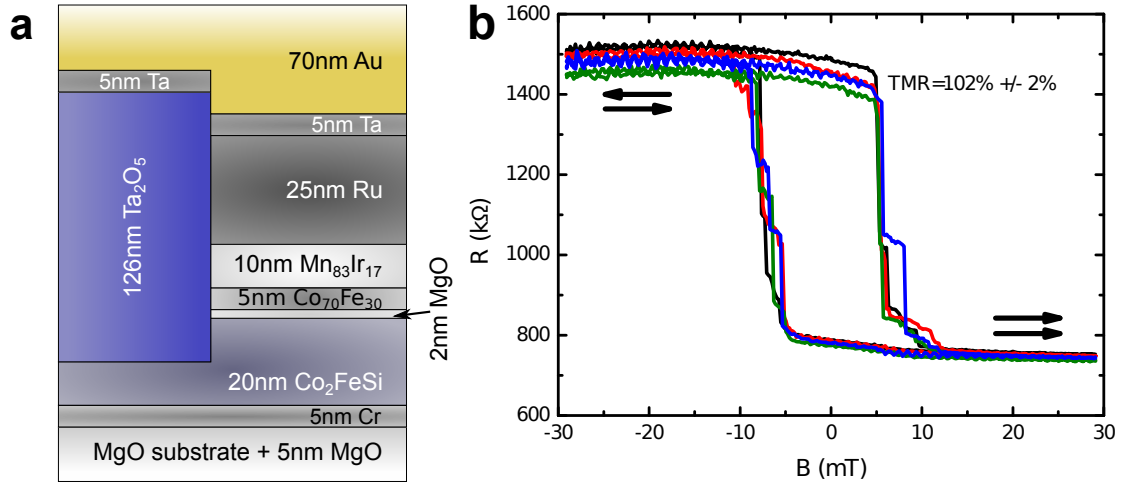 a
70nm Au
5nm Ta
5nm Ta
126nm Ta₂O₅
25nm Ru
10nm Mn₈₃Ir₁₇
5nm Co₇₀Fe₃₀
2nm MgO
20nm Co₂FeSi
5nm Cr
MgO substrate + 5nm MgO
b
1600
1400
1200
1000
800
600
R (kΩ)
TMR=102% +/- 2%
-30 -20 -10 0 10 20 30
B (mT)